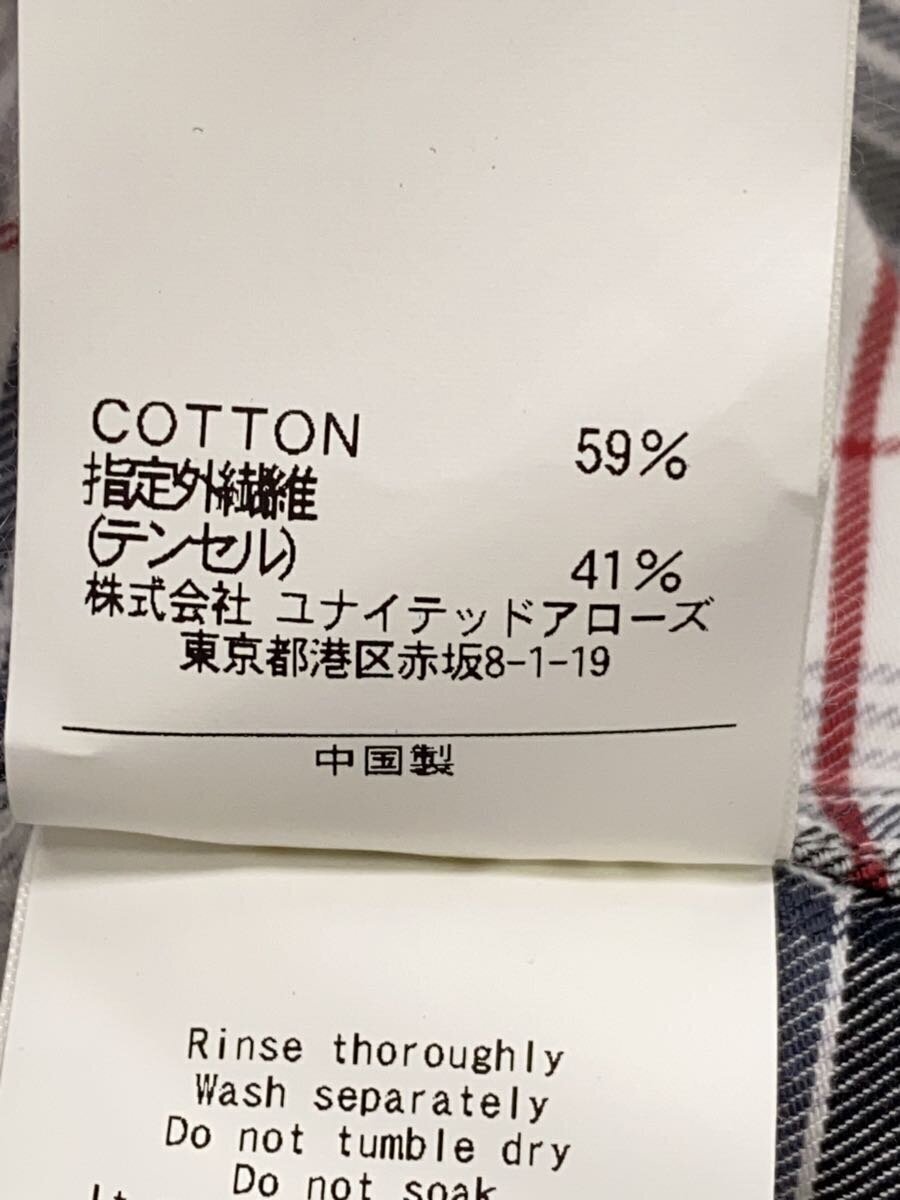 COTTON 59%
指定外繊維
(テンセル) 41%
株式会社 ユナイテッドアローズ
東京都港区赤坂8-1-19
中国製
Rinse thoroughly
Wash separately
Do not tumble dry
Do not soak